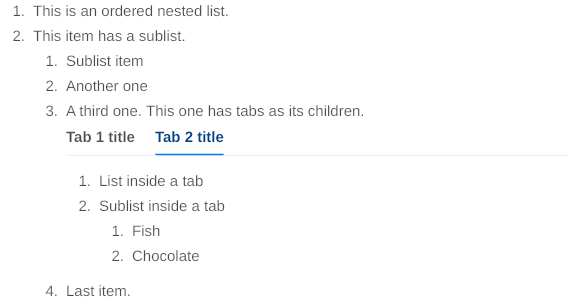 1. This is an ordered nested list.
2. This item has a sublist.
1. Sublist item
2. Another one
3. A third one. This one has tabs as its children.
Tab 1 title Tab 2 title
1. List inside a tab
2. Sublist inside a tab
1. Fish
2. Chocolate
4. Last item.